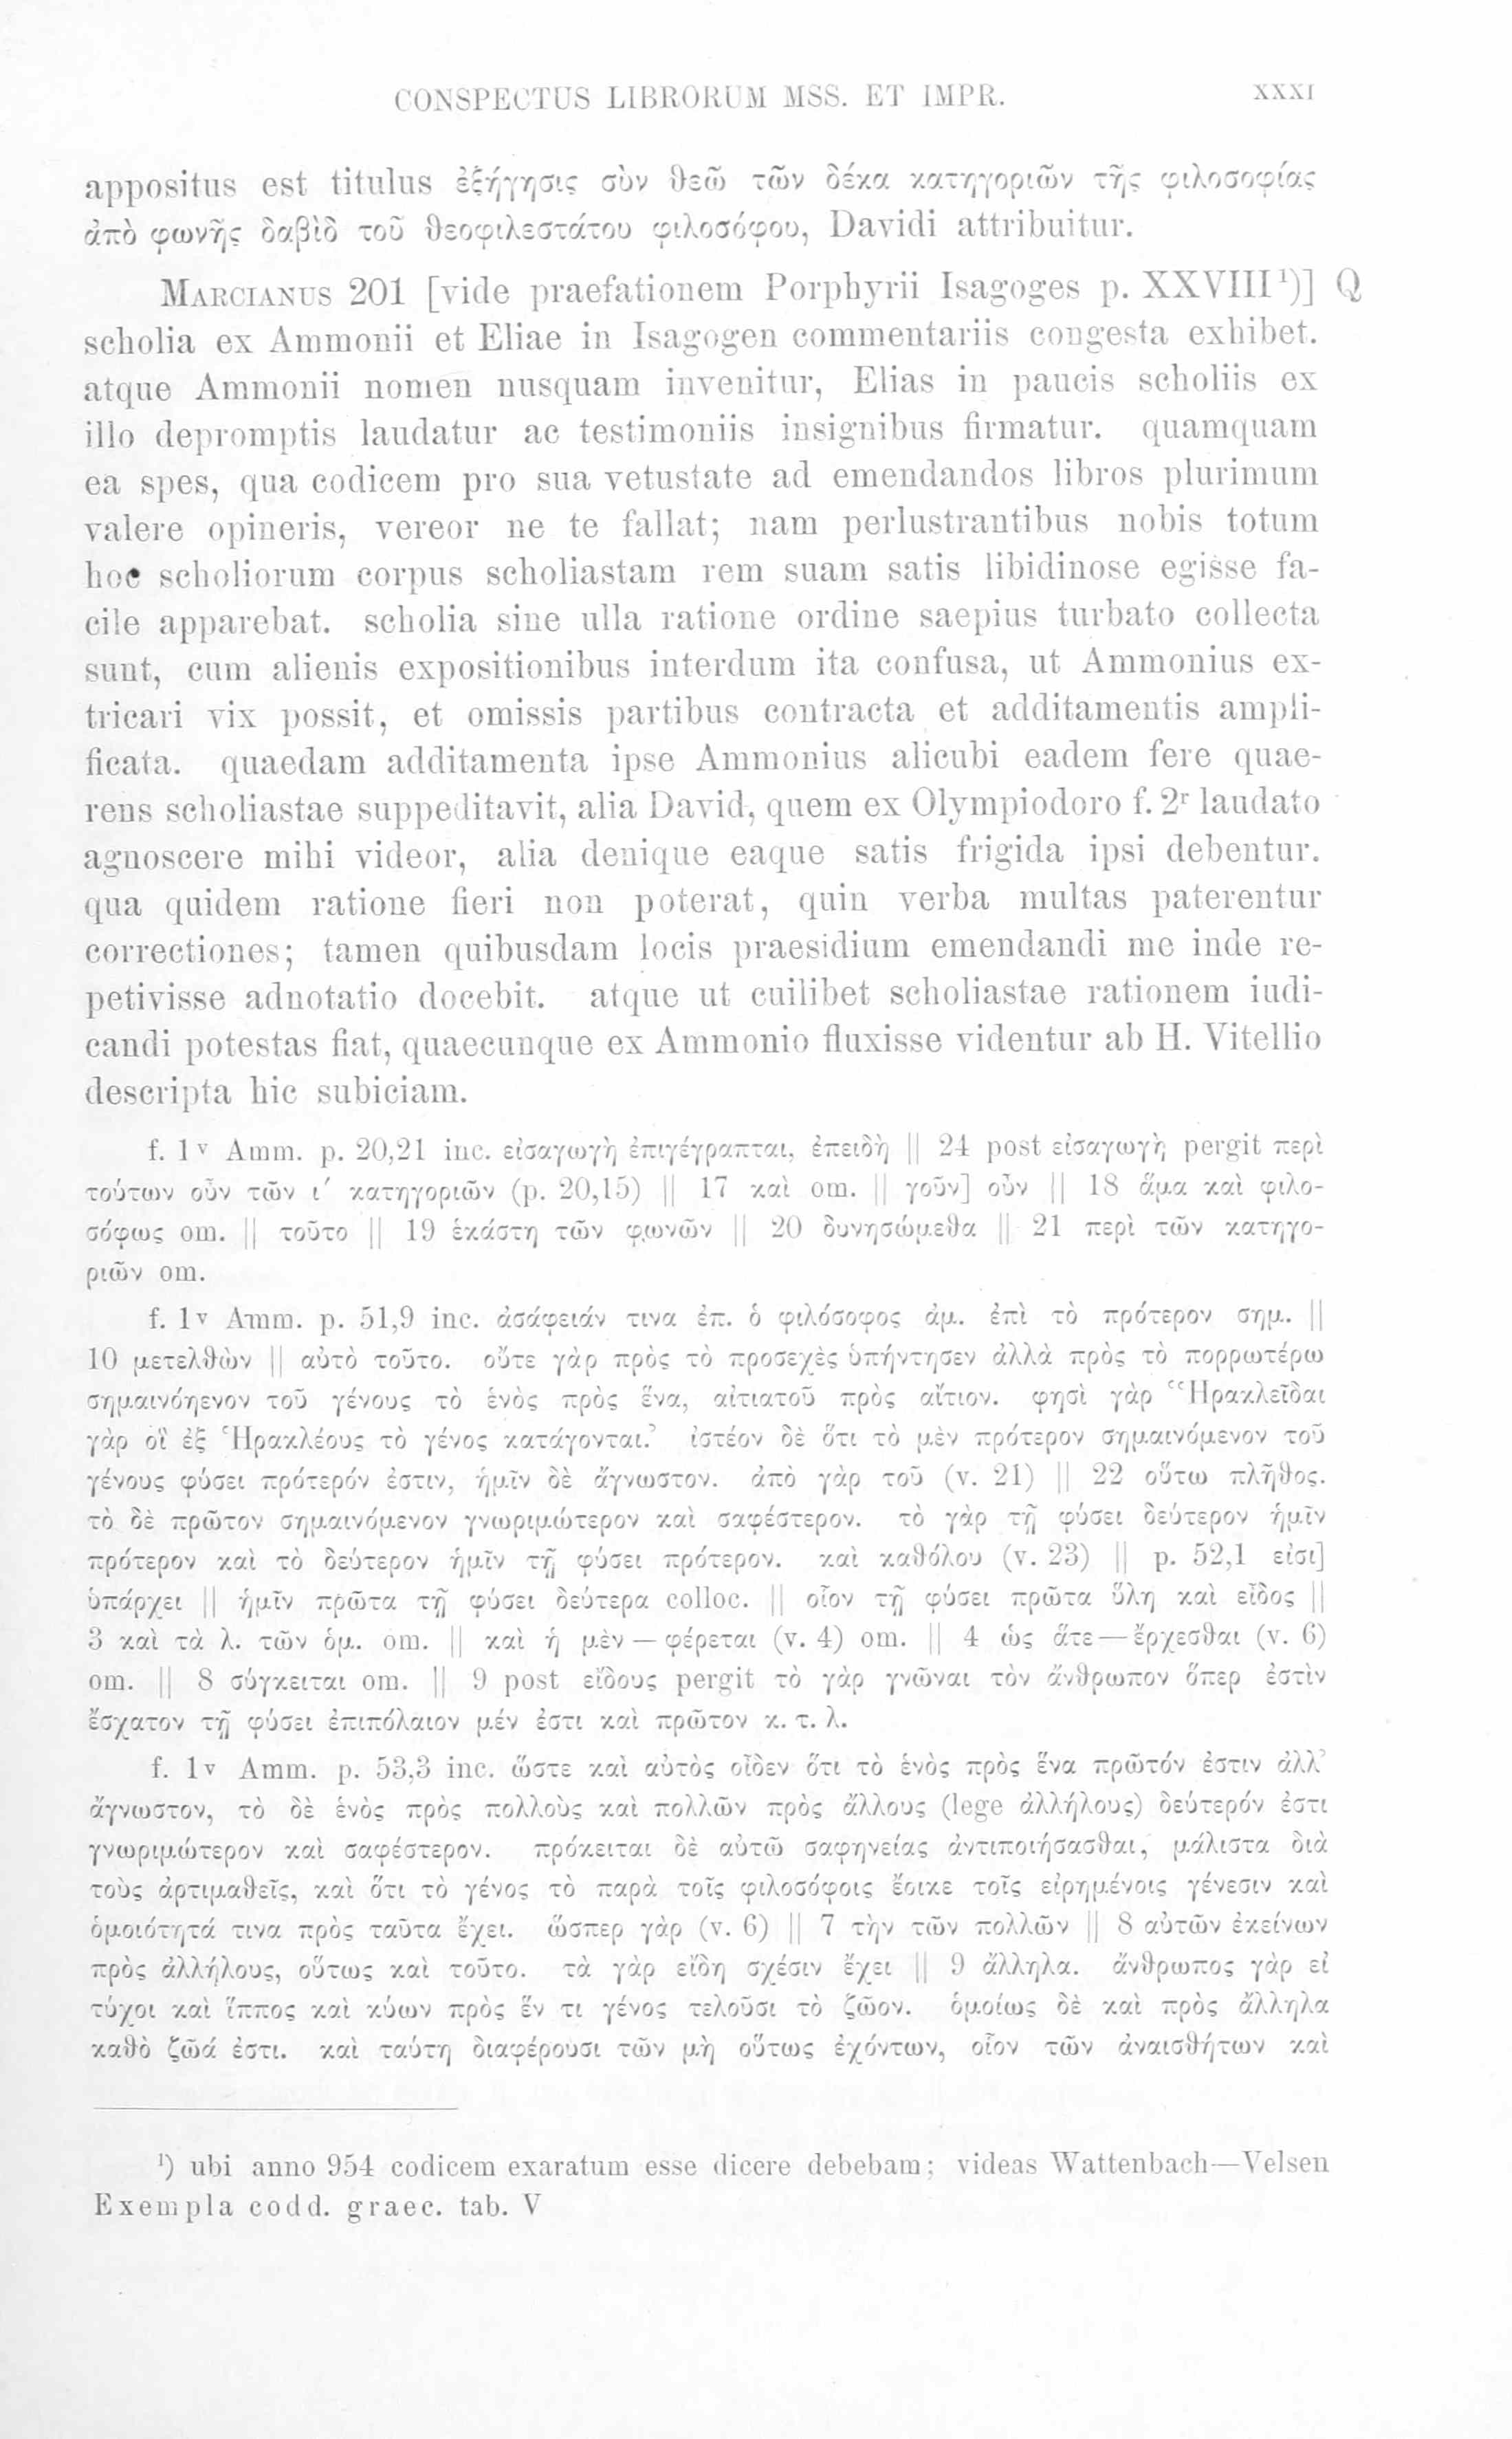 CONSPECTUS LIBRORUM MSS. ET IMPR. XXXI
appositus est titulus ἐξήγησις σὺν θεῶ τῶν δέκα κατηγοριῶν τῆς φιλοσοφίας
ἀπὸ φωνῆς δαβὶδ τοῦ θεοφιλεστάτου φιλοσόφου, Davidi attribuitur.
MARCIANUS 201 [vide praefationem Porphyrii Isagoges p. XXVIII¹)] Q
scholia ex Ammonii et Eliae in Isagogen commentariis congesta exhibet.
atque Ammonii nomen nusquam invenitur, Elias in paucis scholiis ex
illo depromptis laudatur ac testimoniis insignibus firmatur. quamquam
ea spes, qua codicem pro sua vetustate ad emendandos libros plurimum
valere opineris, vereor ne te fallat; nam perlustrantibus nobis totum
hoc scholiorum corpus scholiastam rem suam satis libidinose egisse fa-
cile apparebat. scholia sine ulla ratione ordine saepius turbato collecta
sunt, cum alienis expositionibus interdum ita confusa, ut Ammonius ex-
tricari vix possit, et omissis partibus contracta et additamentis ampli-
ficata. quaedam additamenta ipse Ammonius alicubi eadem fere quae-
rens scholiastae suppeditavit, alia David, quem ex Olympiodoro f. 2ʳ laudato
agnoscere mihi videor, alia denique eaque satis frigida ipsi debentur.
qua quidem ratione fieri non poterat, quin verba multas paterentur
correctiones; tamen quibusdam locis praesidium emendandi me inde re-
petivisse adnotatio docebit. atque ut cuilibet scholiastae rationem iudi-
candi potestas fiat, quaecunque ex Ammonio fluxisse videntur ab H. Vitellio
descripta hic subiciam.
f. 1ᵛ Amm. p. 20,21 inc. εἰσαγωγὴ ἐπιγέγραπται, ἐπειδὴ || 24 post εἰσαγωγὴ pergit περὶ
τούτων οὖν τῶν ι΄ κατηγοριῶν (p. 20,15) || 17 καὶ om. || γοῦν] οὖν || 18 ἅμα καὶ φιλο-
σόφως om. || τοῦτο || 19 ἑκάστη τῶν φωνῶν || 20 δυνησώμεθα || 21 περὶ τῶν κατηγο-
ριῶν om.
f. 1ᵛ Amm. p. 51,9 inc. ἀσάφειάν τινα ἐπ. ὁ φιλόσοφος ἀμ. ἐπὶ τὸ πρότερον σημ. ||
10 μετελθὼν || αὐτὸ τοῦτο. οὔτε γὰρ πρὸς τὸ προσεχὲς ὑπήντησεν ἀλλὰ πρὸς τὸ πορρωτέρω
σημαινόηενον τοῦ γένους τὸ ἑνὸς πρὸς ἕνα, αἰτιατοῦ πρὸς αἴτιον. φησὶ γὰρ ʿἩρακλεῖδαι
γὰρ οἳ ἐξ Ἡρακλέους τὸ γένος κατάγονται.ʾ ἰστέον δὲ ὅτι τὸ μὲν πρότερον σημαινόμενον τοῦ
γένους φύσει πρότερόν ἐστιν, ἡμῖν δὲ ἄγνωστον. ἀπὸ γὰρ τοῦ (v. 21) || 22 οὕτω πλῆθος.
τὸ δὲ πρῶτον σημαινόμενον γνωριμώτερον καὶ σαφέστερον. τὸ γὰρ τῇ φύσει δεύτερον ἡμῖν
πρότερον καὶ τὸ δεύτερον ἡμῖν τῇ φύσει πρότερον. καὶ καθόλου (v. 23) || p. 52,1 εἰσι]
ὑπάρχει || ἡμῖν πρῶτα τῇ φύσει δεύτερα colloc. || οἷον τῇ φύσει πρῶτα ὕλη καὶ εἶδος ||
3 καὶ τὰ λ. τῶν ὁμ. om. || καὶ ἡ μὲν — φέρεται (v. 4) om. || 4 ὡς ἅτε — ἔρχεσθαι (v. 6)
om. || 8 σύγκειται om. || 9 post εἴδους pergit τὸ γὰρ γνῶναι τὸν ἄνθρωπον ὅπερ ἐστὶν
ἔσχατον τῇ φύσει ἐπιπόλαιον μέν ἐστι καὶ πρῶτον κ. τ. λ.
f. 1ᵛ Amm. p. 53,3 inc. ὥστε καὶ αὐτὸς οἶδεν ὅτι τὸ ἑνὸς πρὸς ἕνα πρῶτόν ἐστιν ἀλλ᾽
ἄγνωστον, τὸ δὲ ἑνὸς πρὸς πολλοὺς καὶ πολλῶν πρὸς ἄλλους (lege ἀλλήλους) δεύτερόν ἐστι
γνωριμώτερον καὶ σαφέστερον. πρόκειται δὲ αὐτῶ σαφηνείας ἀντιποιήσασθαι, μάλιστα διὰ
τοὺς ἀρτιμαθεῖς, καὶ ὅτι τὸ γένος τὸ παρὰ τοῖς φιλοσόφοις ἔοικε τοῖς εἰρημένοις γένεσιν καὶ
ὁμοιότητά τινα πρὸς ταῦτα ἔχει. ὥσπερ γὰρ (v. 6) || 7 τὴν τῶν πολλῶν || 8 αὐτῶν ἐκείνων
πρὸς ἀλλήλους, οὕτως καὶ τοῦτο. τὰ γὰρ εἴδη σχέσιν ἔχει || 9 ἄλληλα. ἄνθρωπος γὰρ εἰ
τύχοι καὶ ἵππος καὶ κύων πρὸς ἕν τι γένος τελοῦσι τὸ ζῶον. ὁμοίως δὲ καὶ πρὸς ἄλληλα
καθὸ ζῶά ἐστι. καὶ ταύτη διαφέρουσι τῶν μὴ οὕτως ἐχόντων, οἷον τῶν ἀναισθήτων καὶ
¹) ubi anno 954 codicem exaratum esse dicere debebam; videas Wattenbach—Velsen
Exempla codd. graec. tab. V